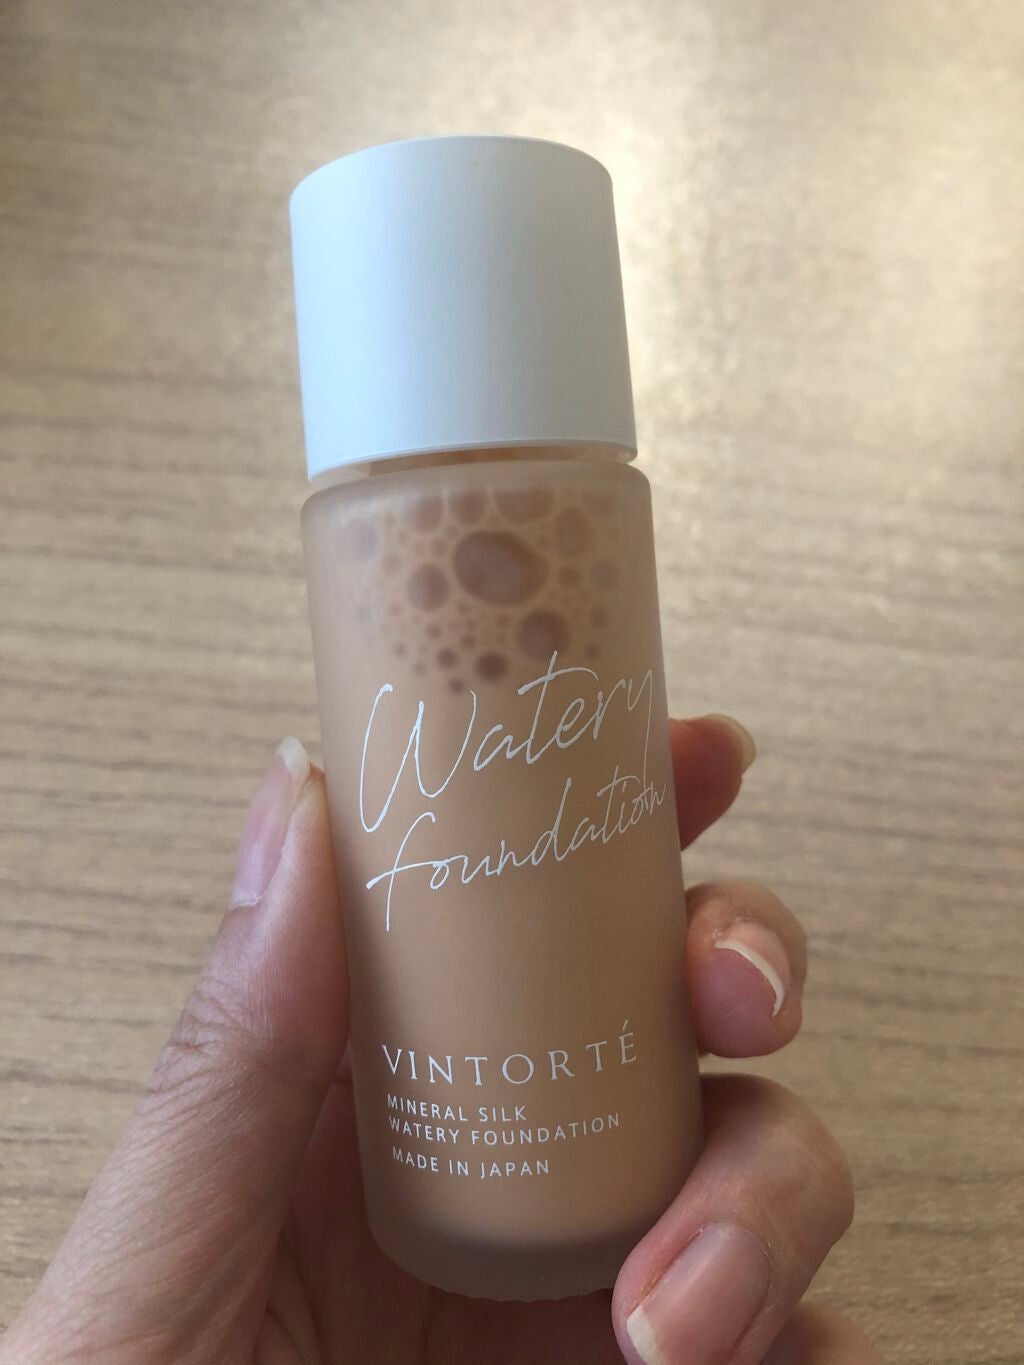 Watery
foundation
VINTORTÉ
MINERAL SILK
WATERY FOUNDATION
MADE IN JAPAN